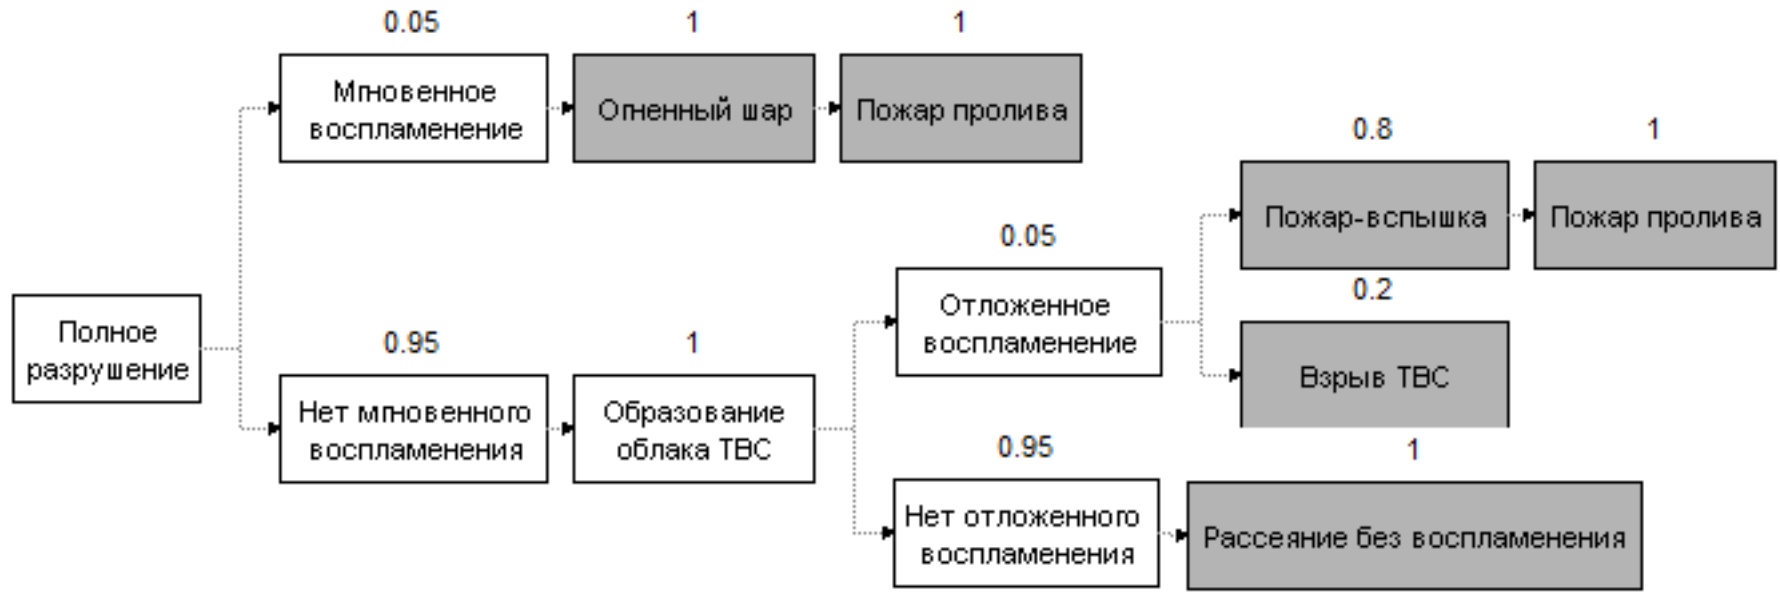 0.05
1
1
Мгновенное
воспламенение
Огненный шар
Пожар пролива
0.8
1
Пожар-вспышка
Пожар пролива
0.05
Отложенное
воспламенение
0.2
Взрыв ТВС
Полное
разрушение
0.95
1
Нет мгновенного
воспламенения
Образование
облака ТВС
0.95
1
Нет отложенного
воспламенения
Рассеяние без воспламенения